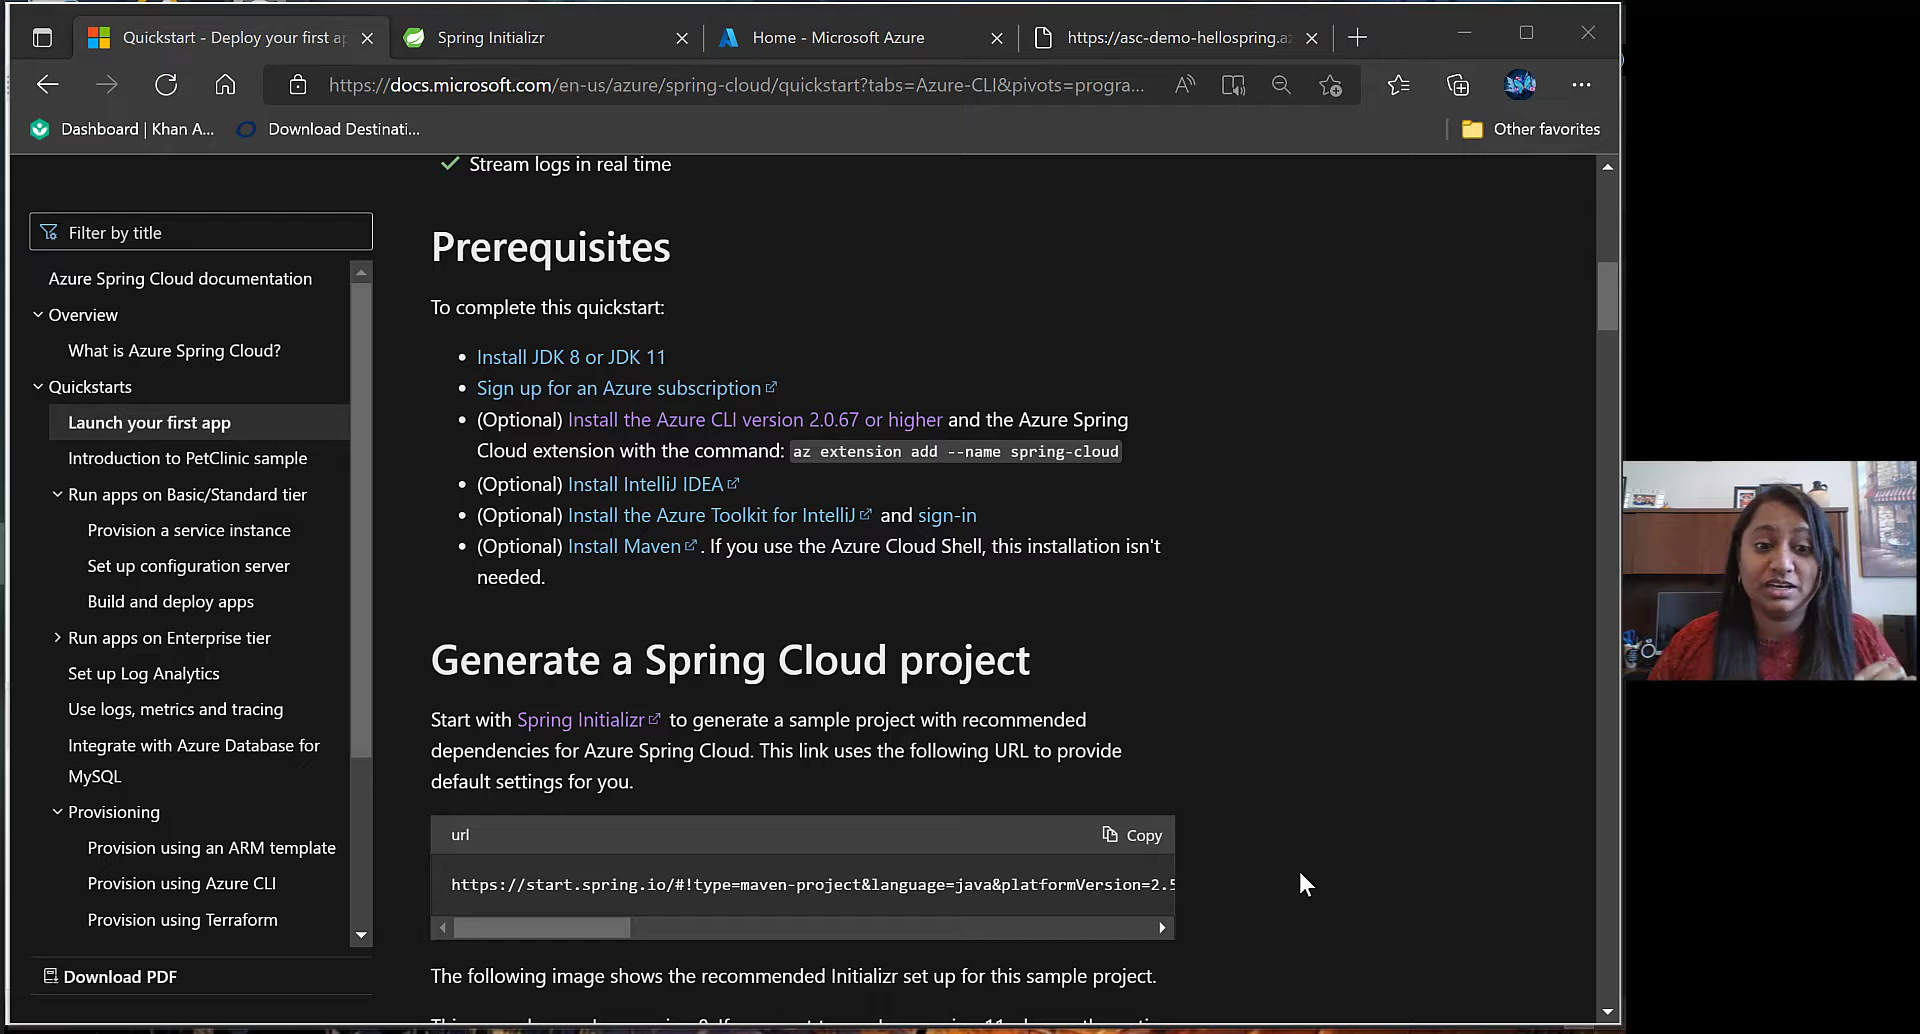 Quickstart - Deploy your first ap
Spring Initializr
Home - Microsoft Azure
https://asc-demo-hellospring.az
https://docs.microsoft.com/en-us/azure/spring-cloud/quickstart?tabs=Azure-CLI&pivots=progra...
Dashboard | Khan A...
Download Destinati...
Other favorites
Stream logs in real time
Filter by title
Azure Spring Cloud documentation
Overview
What is Azure Spring Cloud?
Quickstarts
Launch your first app
Introduction to PetClinic sample
Run apps on Basic/Standard tier
Provision a service instance
Set up configuration server
Build and deploy apps
Run apps on Enterprise tier
Set up Log Analytics
Use logs, metrics and tracing
Integrate with Azure Database for
MySQL
Provisioning
Provision using an ARM template
Provision using Azure CLI
Provision using Terraform
Download PDF
Prerequisites
To complete this quickstart:
• Install JDK 8 or JDK 11
• Sign up for an Azure subscription
• (Optional) Install the Azure CLI version 2.0.67 or higher and the Azure Spring
Cloud extension with the command: az extension add --name spring-cloud
• (Optional) Install IntelliJ IDEA
• (Optional) Install the Azure Toolkit for IntelliJ and sign-in
• (Optional) Install Maven. If you use the Azure Cloud Shell, this installation isn't
needed.
Generate a Spring Cloud project
Start with Spring Initializr to generate a sample project with recommended
dependencies for Azure Spring Cloud. This link uses the following URL to provide
default settings for you.
url
Copy
https://start.spring.io/#!type=maven-project&language=java&platformVersion=2.5
The following image shows the recommended Initializr set up for this sample project.